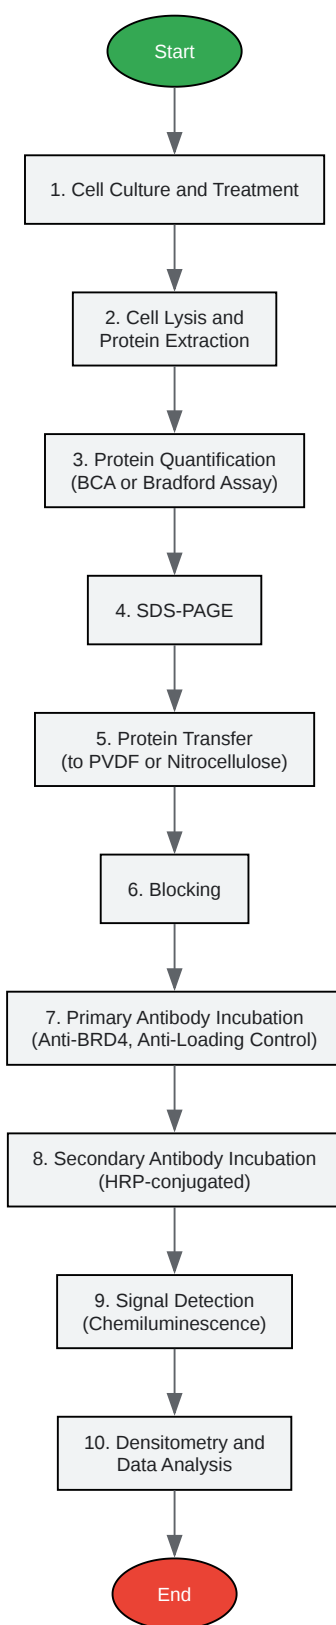 Start
1. Cell Culture and Treatment
2. Cell Lysis and
Protein Extraction
3. Protein Quantification
(BCA or Bradford Assay)
4. SDS-PAGE
5. Protein Transfer
(to PVDF or Nitrocellulose)
6. Blocking
7. Primary Antibody Incubation
(Anti-BRD4, Anti-Loading Control)
8. Secondary Antibody Incubation
(HRP-conjugated)
9. Signal Detection
(Chemiluminescence)
10. Densitometry and
Data Analysis
End